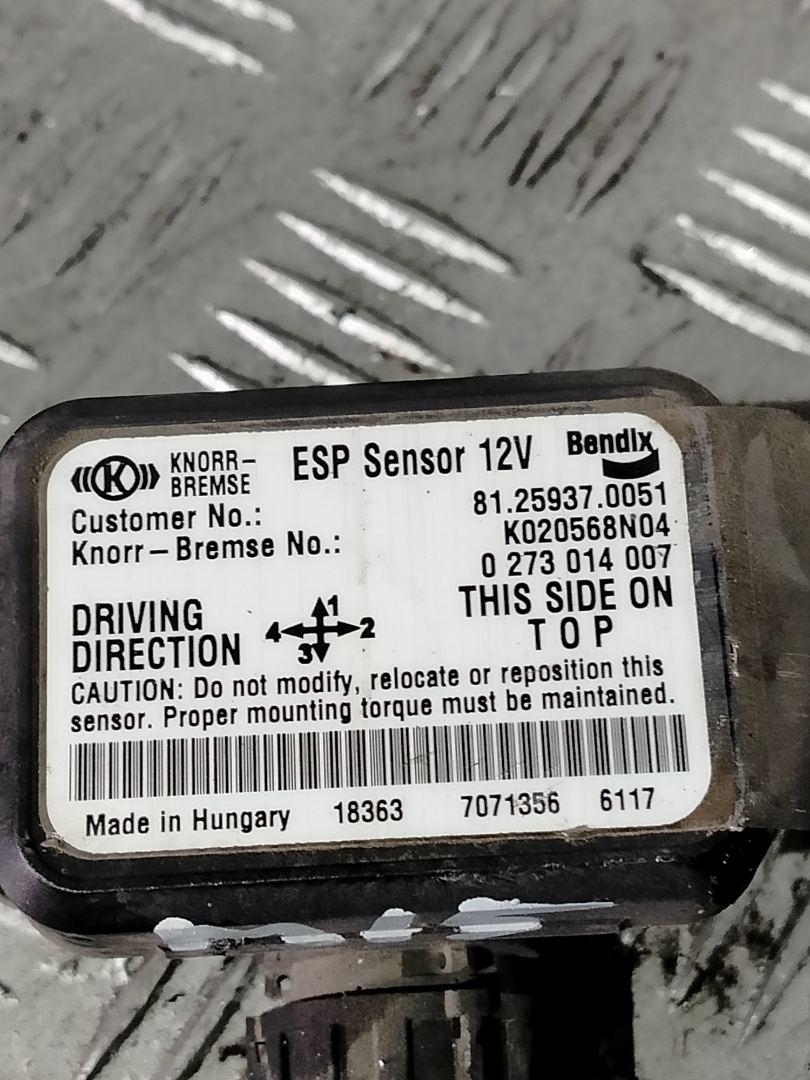 KNORR-BREMSE ESP Sensor 12V Bendix
Customer No.: 81.25937.0051
Knorr-Bremse No.: K020568N04
0 273 014 007
DRIVING DIRECTION 1 2 3 4
THIS SIDE ON
TOP
CAUTION: Do not modify, relocate or reposition this
sensor. Proper mounting torque must be maintained.
Made in Hungary 18363 7071356 6117